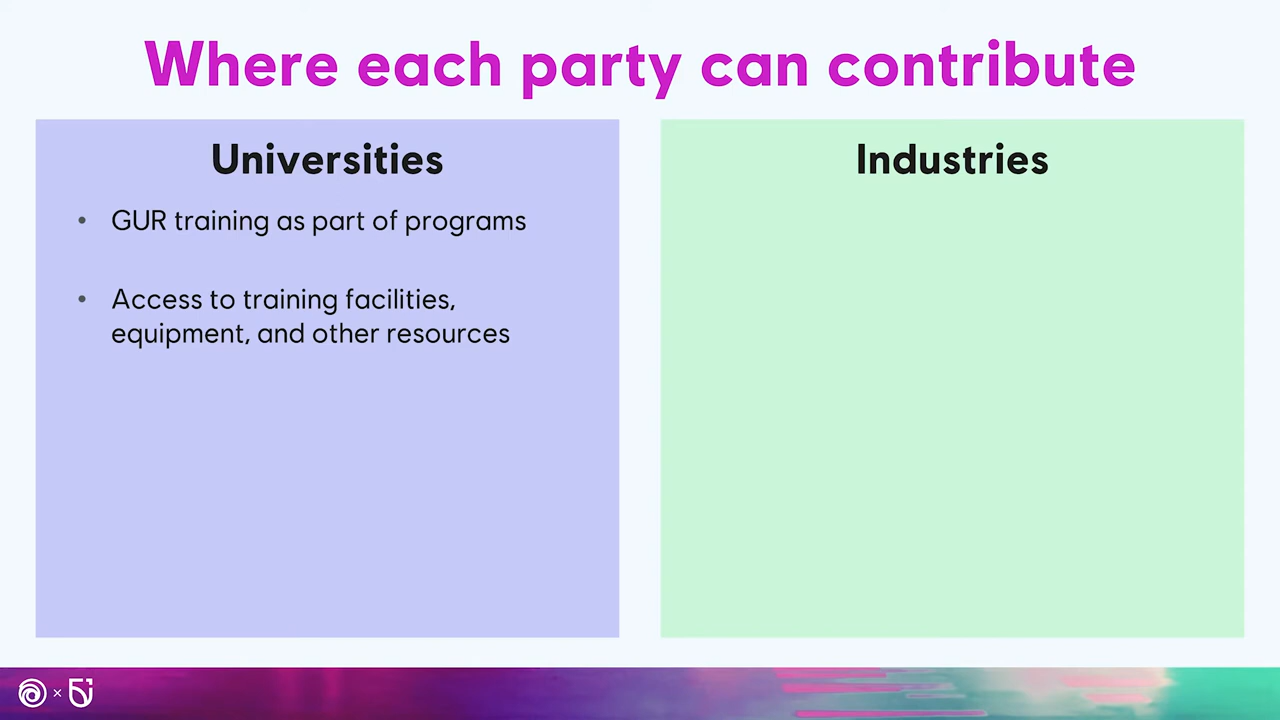 Where each party can contribute
Universities
• GUR training as part of programs
• Access to training facilities,
equipment, and other resources
Industries
×